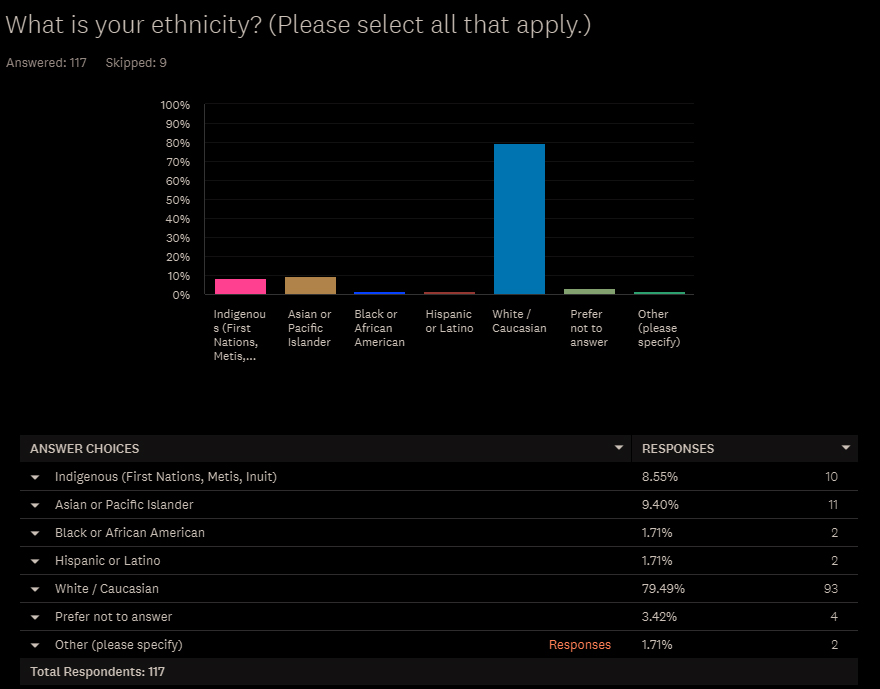 What is your ethnicity? (Please select all that apply.)
Answered: 117 Skipped: 9
100%
90%
80%
70%
60%
50%
40%
30%
20%
10%
0%
Indigenou
s (First
Nations,
Metis,...
Asian or
Pacific
Islander
Black or
African
American
Hispanic
or Latino
White /
Caucasian
Prefer
not to
answer
Other
(please
specify)
ANSWER CHOICES RESPONSES
Indigenous (First Nations, Metis, Inuit) 8.55% 10
Asian or Pacific Islander 9.40% 11
Black or African American 1.71% 2
Hispanic or Latino 1.71% 2
White / Caucasian 79.49% 93
Prefer not to answer 3.42% 4
Other (please specify) Responses 1.71% 2
Total Respondents: 117